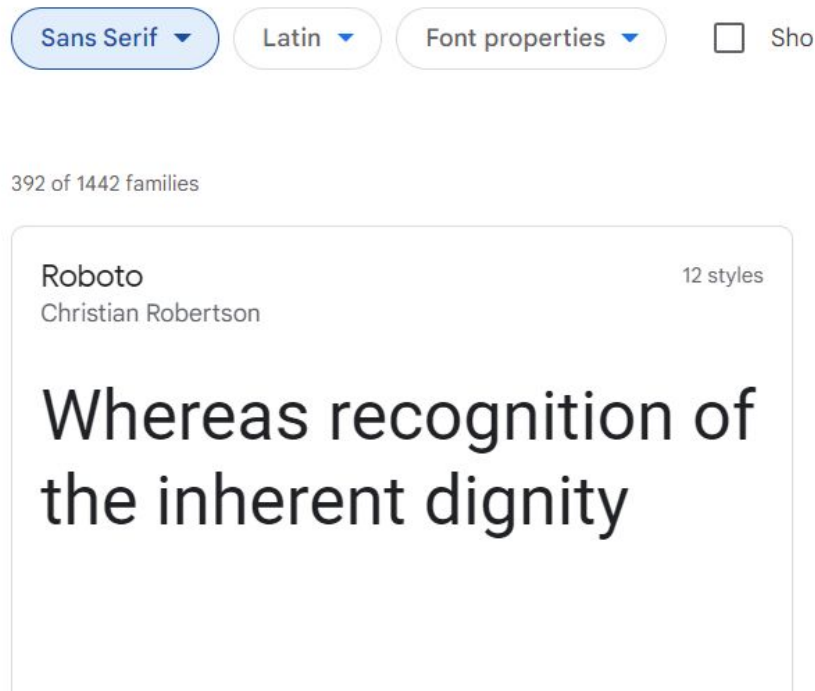 Sans Serif Latin Font properties Sho
392 of 1442 families
Roboto 12 styles
Christian Robertson
Whereas recognition of
the inherent dignity